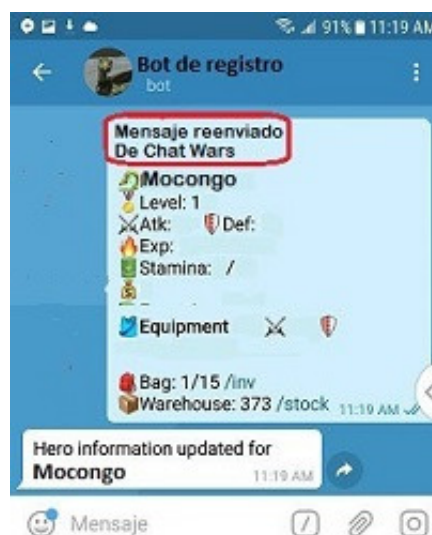 91% 11:19 AM
Bot de registro
bot
Mensaje reenviado
De Chat Wars
Mocongo
Level: 1
Atk: Def:
Exp:
Stamina: /
Equipment
Bag: 1/15 /inv
Warehouse: 373 /stock 11:19 AM
Hero information updated for
Mocongo 11:19 AM
Mensaje